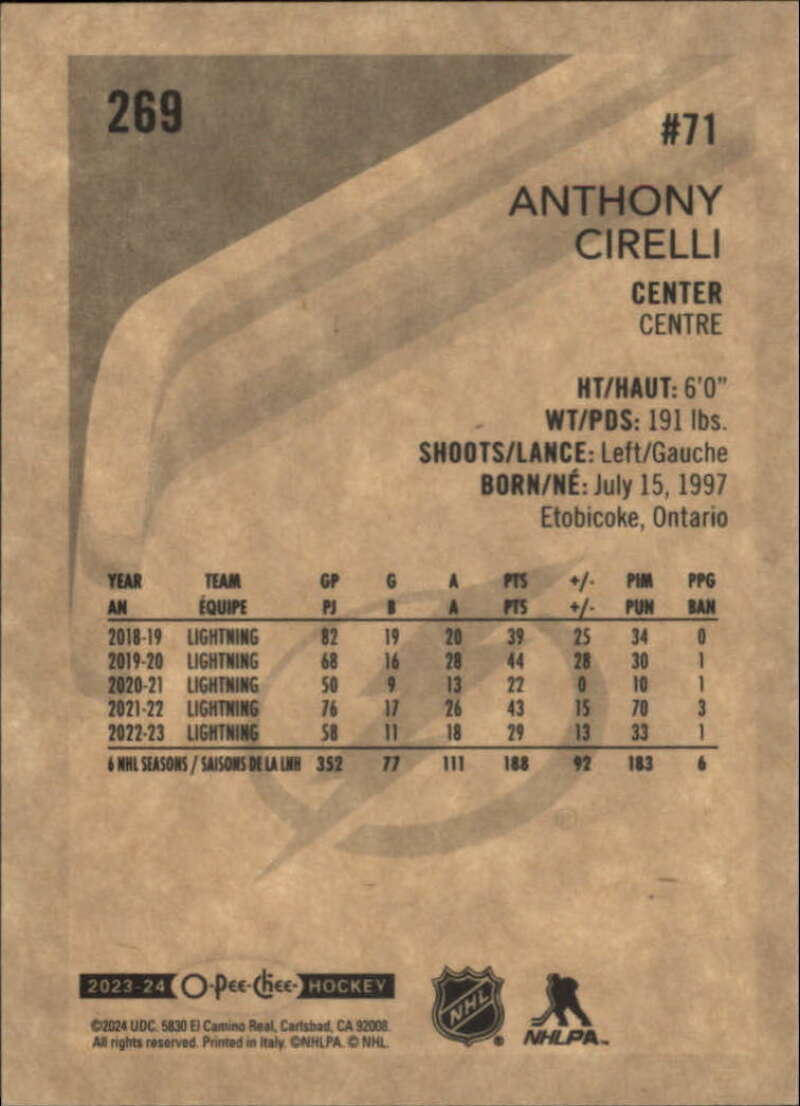 269
#71
ANTHONY
CIRELLI
CENTER
CENTRE
HT/HAUT: 6'0"
WT/PDS: 191 lbs.
SHOOTS/LANCE: Left/Gauche
BORN/NÉ: July 15, 1997
Etobicoke, Ontario
YEAR TEAM GP G A PTS +/- PIM PPG
AN ÉQUIPE PJ B A PTS +/- PUN BAN
2018-19 LIGHTNING 82 19 20 39 25 34 0
2019-20 LIGHTNING 68 16 28 44 28 30 1
2020-21 LIGHTNING 50 9 13 22 0 10 1
2021-22 LIGHTNING 76 17 26 43 15 70 3
2022-23 LIGHTNING 58 11 18 29 13 33 1
6 NHL SEASONS / SAISONS DE LA LNH 352 77 111 188 92 183 6
2023-24 O-Pee-Chee- HOCKEY
©2024 UDC. 5830 El Camino Real, Carlsbad, CA 92008.
All rights reserved. Printed in Italy. ©NHLPA. © NHL.
NHL
NHLPA™